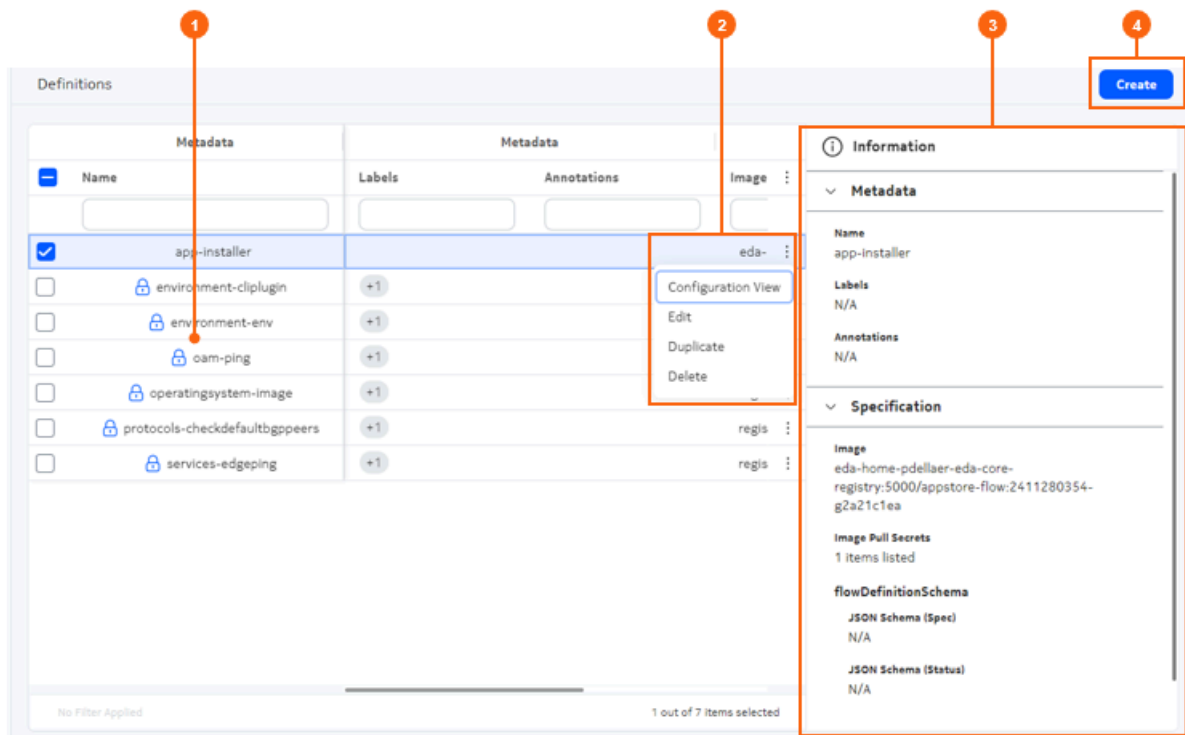 1
2
3
4
Definitions
Create
Metadata
Metadata
Name
Labels
Annotations
Image
app-installer
eda-
environment-cliplugin
+1
environment-env
+1
oam-ping
+1
operatingsystem-image
+1
protocols-checkdefaultbgppeers
+1
regis
services-edgeping
+1
regis
Configuration View
Edit
Duplicate
Delete
No Filter Applied
1 out of 7 items selected
Information
Metadata
Name
app-installer
Labels
N/A
Annotations
N/A
Specification
Image
eda-home-pdellaer-eda-core-
registry:5000/appstore-flow:2411280354-
g2a21c1ea
Image Pull Secrets
1 items listed
flowDefinitionSchema
JSON Schema (Spec)
N/A
JSON Schema (Status)
N/A